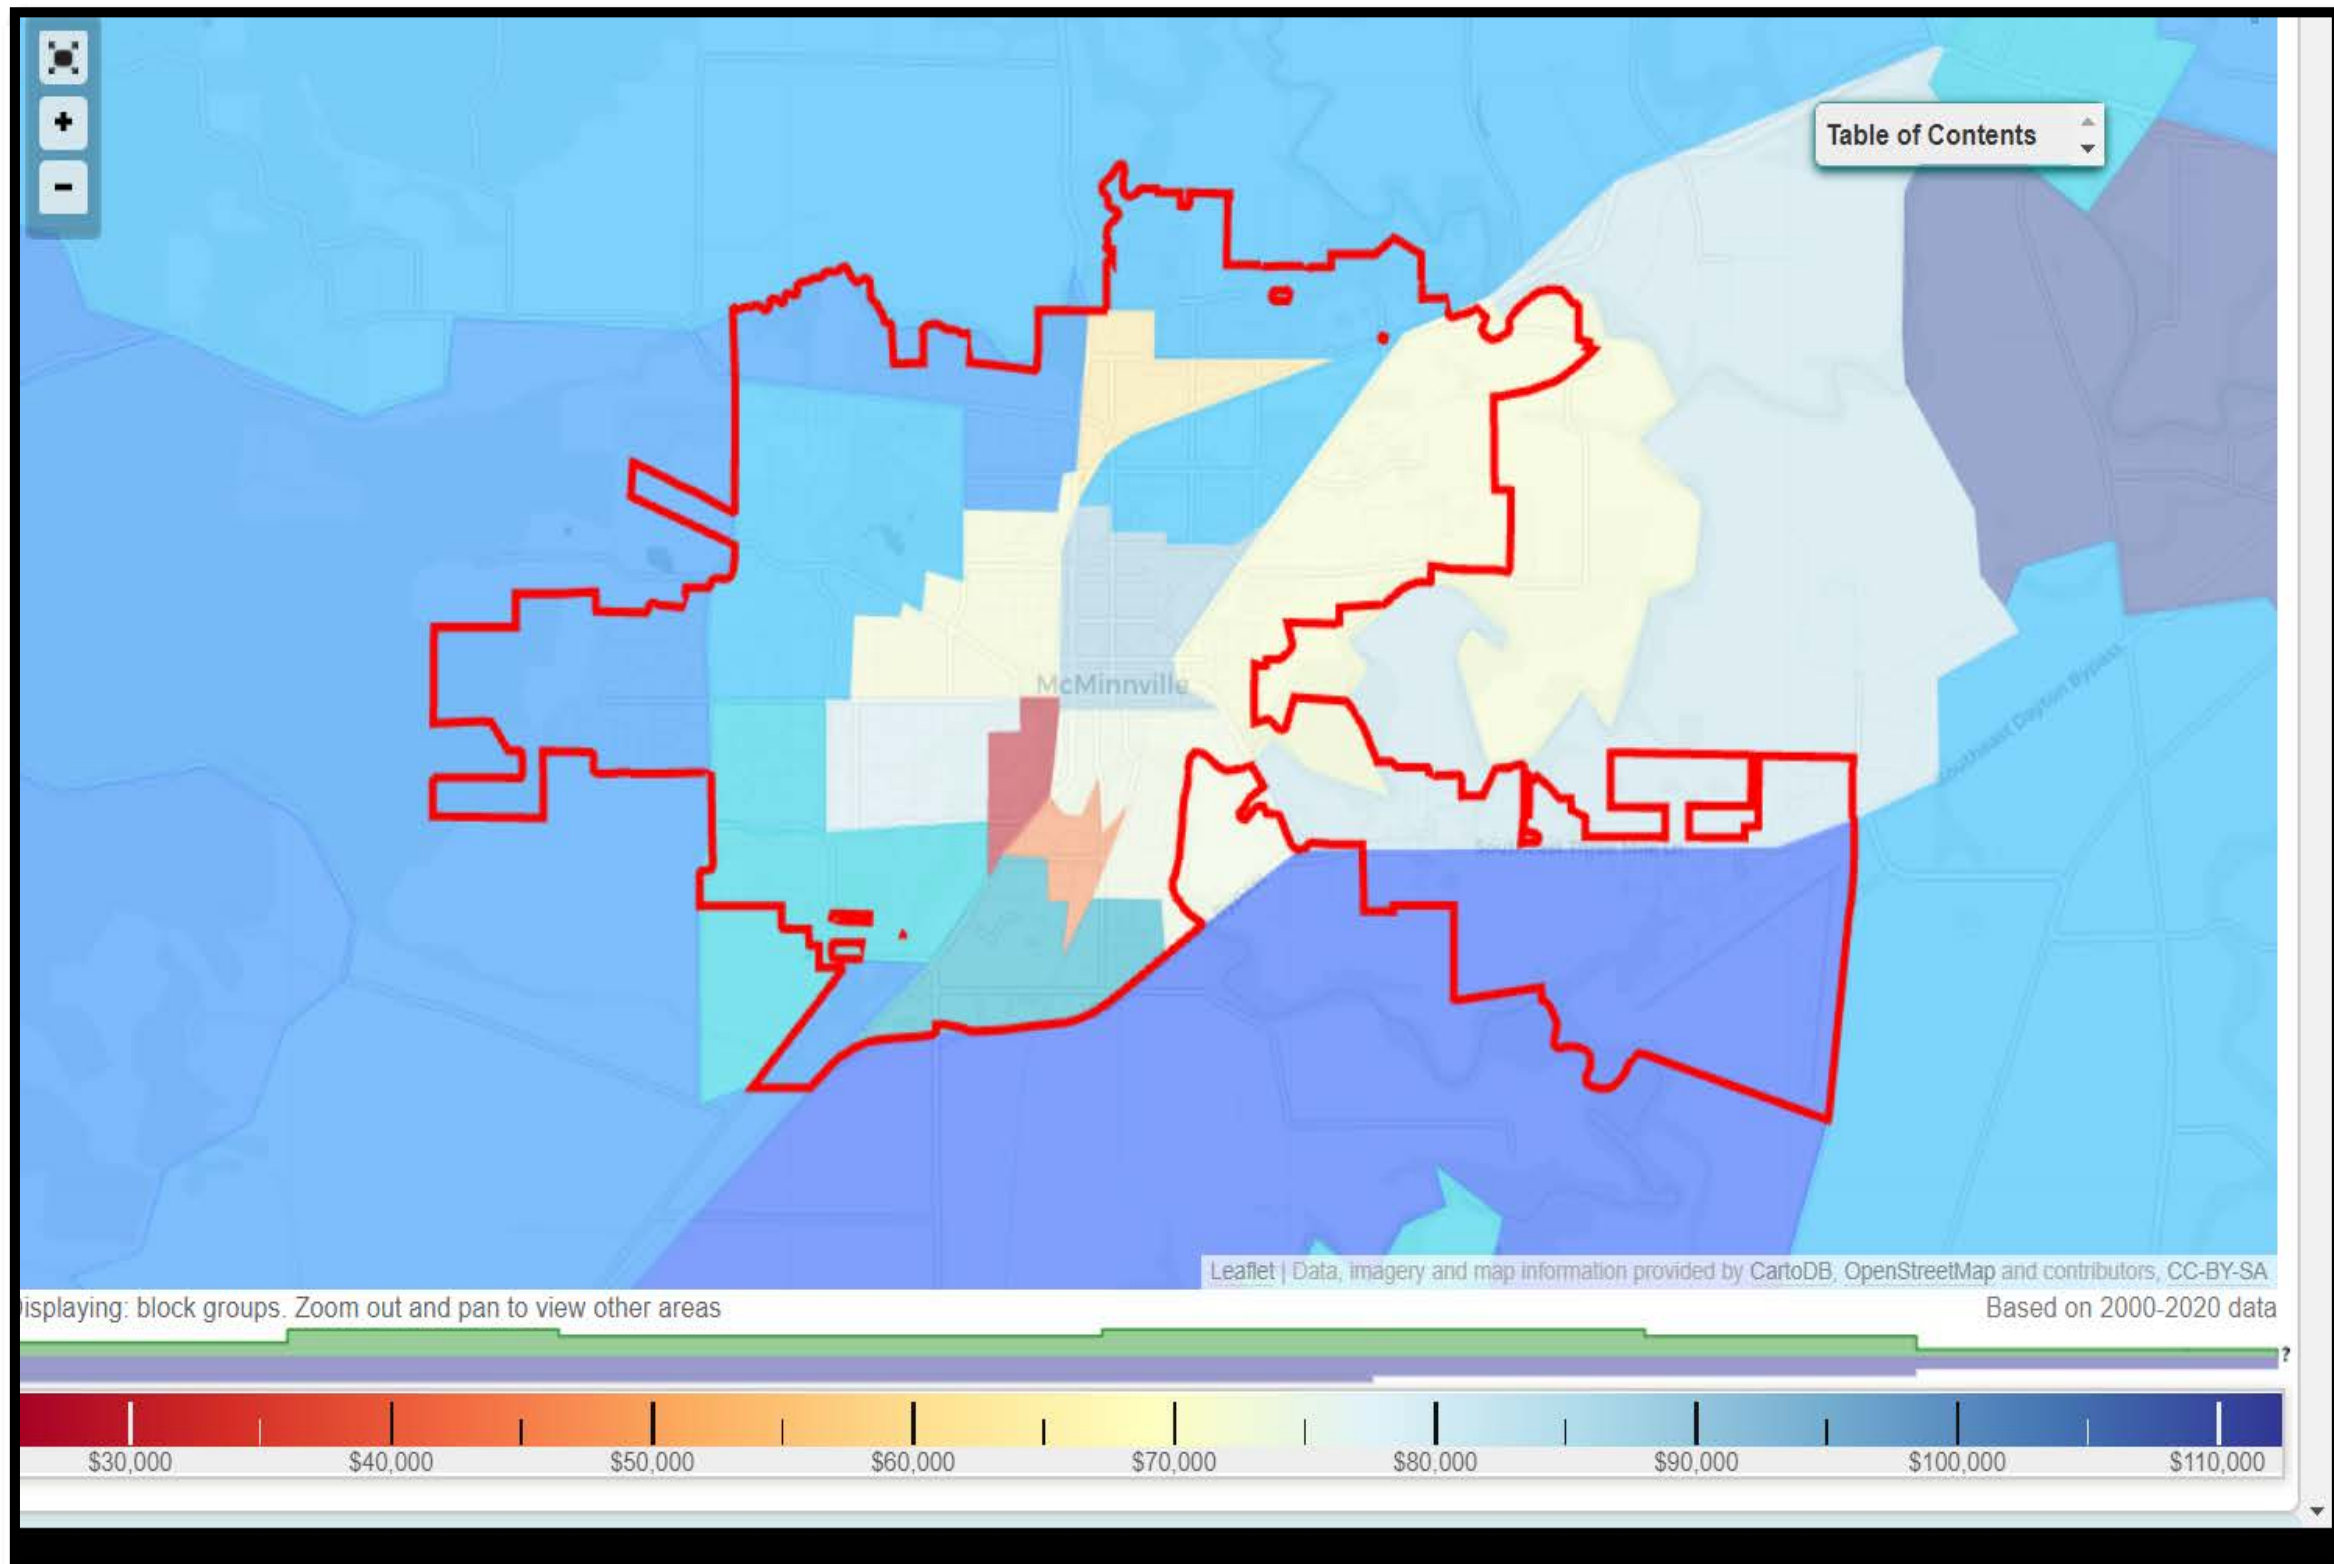 +
Table of Contents
-
McMinnville
Southeast Dayton Bypass
Leaflet | Data, imagery and map information provided by CartoDB, OpenStreetMap and contributors, CC-BY-SA
isplaying: block groups. Zoom out and pan to view other areas
Based on 2000-2020 data
?
$30,000 $40,000 $50,000 $60,000 $70,000 $80,000 $90,000 $100,000 $110,000